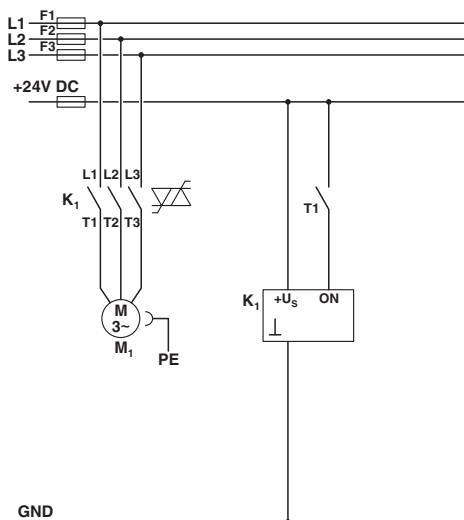 L1 F1
L2 F2
L3 F3
+24V DC
L1 L2 L3
K1
T1 T2 T3
T1
M
3~
M1
PE
K1
+US ON
GND